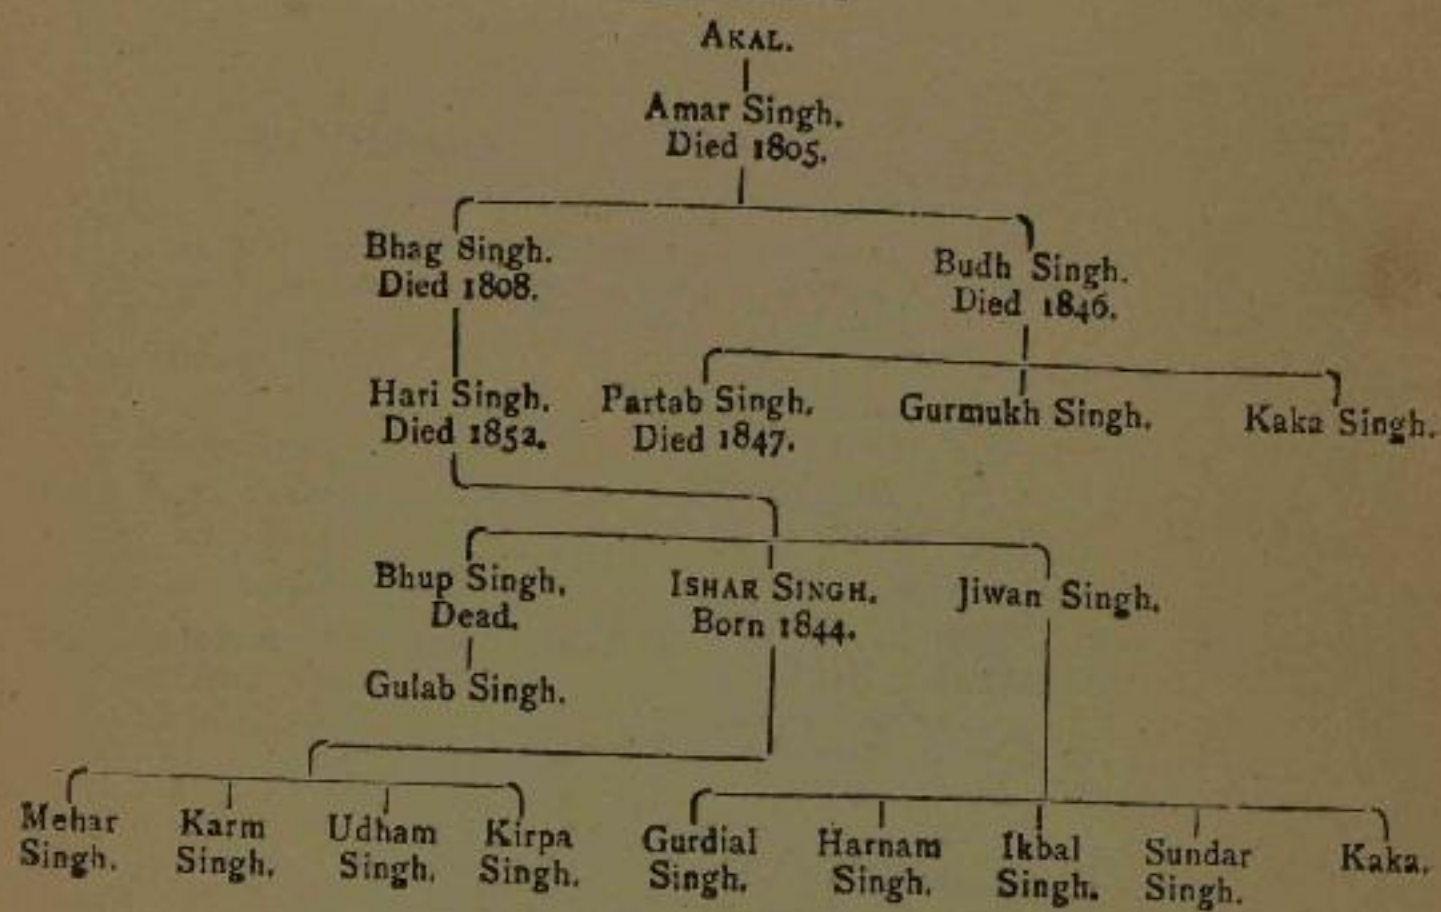 AKAL.
Amar Singh.
Died 1805.
Bhag Singh.
Died 1808.
Budh Singh.
Died 1846.
Hari Singh.
Died 1852.
Partab Singh.
Died 1847.
Gurmukh Singh.
Kaka Singh.
Bhup Singh.
Dead.
ISHAR SINGH.
Born 1844.
Jiwan Singh.
Gulab Singh.
Mehar
Singh.
Karm
Singh.
Udham
Singh.
Kirpa
Singh.
Gurdial
Singh.
Harnam
Singh.
Ikbal
Singh.
Sundar
Singh.
Kaka.